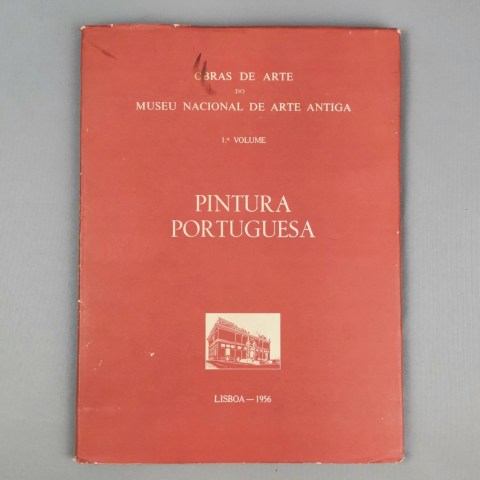 OBRAS DE ARTE
DO
MUSEU NACIONAL DE ARTE ANTIGA
1.º VOLUME
PINTURA
PORTUGUESA
LISBOA — 1956